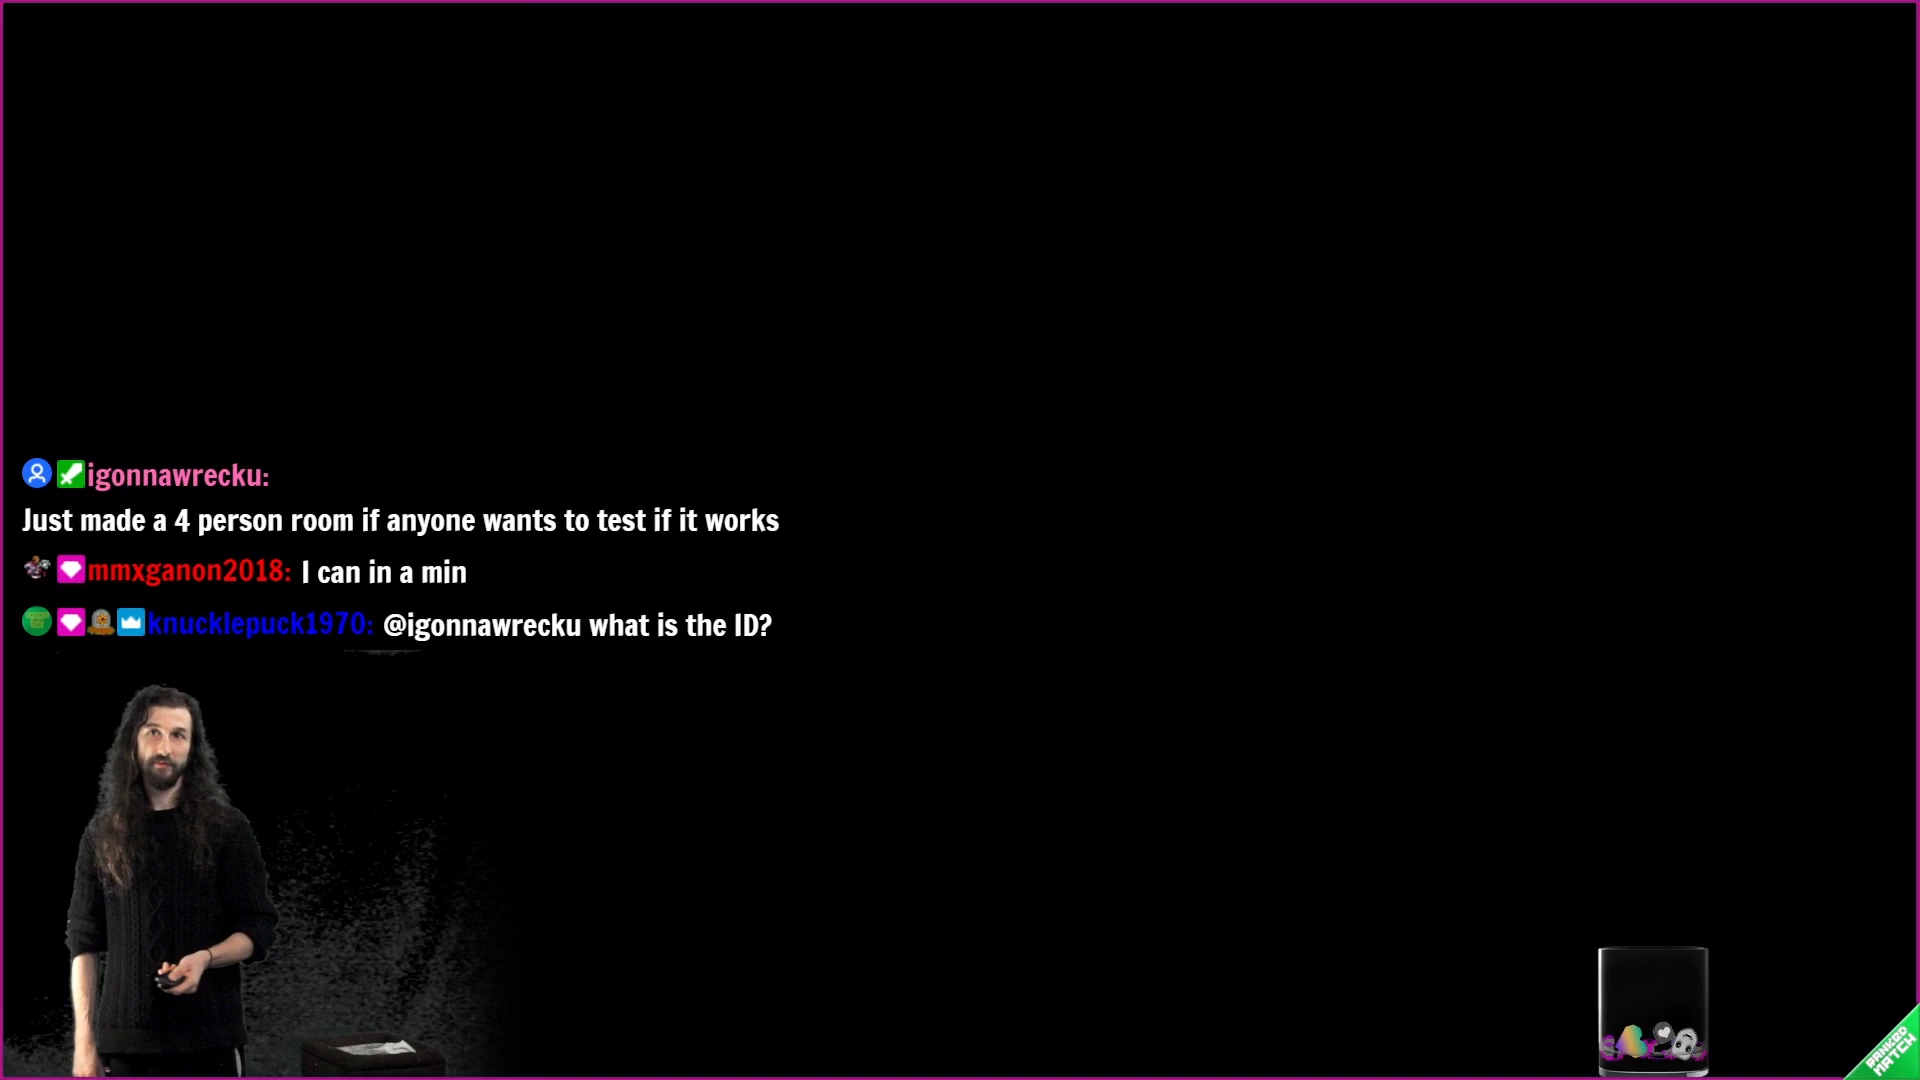 igonnawrecku:
Just made a 4 person room if anyone wants to test if it works
mmxganon2018: I can in a min
knucklepuck1970: @igonnawrecku what is the ID?
RANKED
MATCH